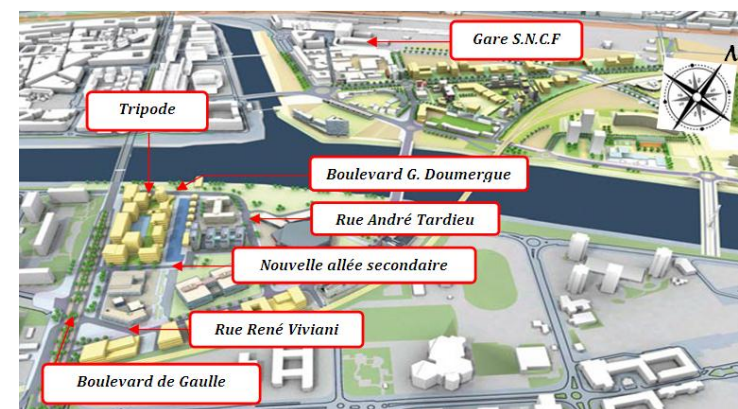 Gare S.N.C.F
N
Tripode
Boulevard G. Doumergue
Rue André Tardieu
Nouvelle allée secondaire
Rue René Viviani
Boulevard de Gaulle